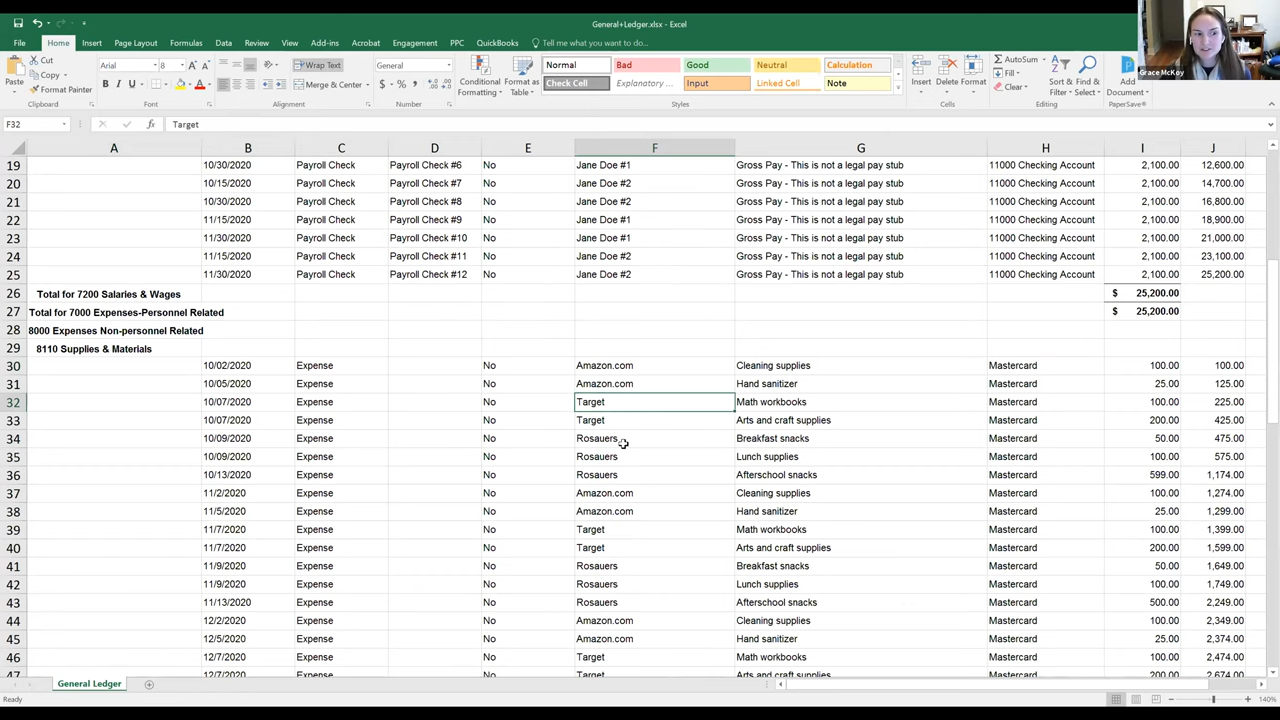 General+Ledger.xlsx - Excel
File Home Insert Page Layout Formulas Data Review View Add-ins Acrobat Engagement PPC QuickBooks Tell me what you want to do...
Grace McKoy
Paste Cut Copy Format Painter Clipboard
Arial 8 A A B I U A Font
Wrap Text Merge & Center Alignment
General $ % , Number
Conditional Formatting Format as Table
Normal Bad Good Neutral Calculation
Check Cell Explanatory ... Input Linked Cell Note
Styles
Insert Delete Format Cells
AutoSum Fill Clear Sort & Filter Find & Select Editing
Add Document PaperSave
F32 fx Target
A B C D E F G H I J
19 10/30/2020 Payroll Check Payroll Check #6 No Jane Doe #1 Gross Pay - This is not a legal pay stub 11000 Checking Account 2,100.00 12,600.00
20 10/15/2020 Payroll Check Payroll Check #7 No Jane Doe #2 Gross Pay - This is not a legal pay stub 11000 Checking Account 2,100.00 14,700.00
21 10/30/2020 Payroll Check Payroll Check #8 No Jane Doe #2 Gross Pay - This is not a legal pay stub 11000 Checking Account 2,100.00 16,800.00
22 11/15/2020 Payroll Check Payroll Check #9 No Jane Doe #1 Gross Pay - This is not a legal pay stub 11000 Checking Account 2,100.00 18,900.00
23 11/30/2020 Payroll Check Payroll Check #10 No Jane Doe #1 Gross Pay - This is not a legal pay stub 11000 Checking Account 2,100.00 21,000.00
24 11/15/2020 Payroll Check Payroll Check #11 No Jane Doe #2 Gross Pay - This is not a legal pay stub 11000 Checking Account 2,100.00 23,100.00
25 11/30/2020 Payroll Check Payroll Check #12 No Jane Doe #2 Gross Pay - This is not a legal pay stub 11000 Checking Account 2,100.00 25,200.00
26 Total for 7200 Salaries & Wages $ 25,200.00
27 Total for 7000 Expenses-Personnel Related $ 25,200.00
28 8000 Expenses Non-personnel Related
29 8110 Supplies & Materials
30 10/02/2020 Expense No Amazon.com Cleaning supplies Mastercard 100.00 100.00
31 10/05/2020 Expense No Amazon.com Hand sanitizer Mastercard 25.00 125.00
32 10/07/2020 Expense No Target Math workbooks Mastercard 100.00 225.00
33 10/07/2020 Expense No Target Arts and craft supplies Mastercard 200.00 425.00
34 10/09/2020 Expense No Rosauers Breakfast snacks Mastercard 50.00 475.00
35 10/09/2020 Expense No Rosauers Lunch supplies Mastercard 100.00 575.00
36 10/13/2020 Expense No Rosauers Afterschool snacks Mastercard 599.00 1,174.00
37 11/2/2020 Expense No Amazon.com Cleaning supplies Mastercard 100.00 1,274.00
38 11/5/2020 Expense No Amazon.com Hand sanitizer Mastercard 25.00 1,299.00
39 11/7/2020 Expense No Target Math workbooks Mastercard 100.00 1,399.00
40 11/7/2020 Expense No Target Arts and craft supplies Mastercard 200.00 1,599.00
41 11/9/2020 Expense No Rosauers Breakfast snacks Mastercard 50.00 1,649.00
42 11/9/2020 Expense No Rosauers Lunch supplies Mastercard 100.00 1,749.00
43 11/13/2020 Expense No Rosauers Afterschool snacks Mastercard 500.00 2,249.00
44 12/2/2020 Expense No Amazon.com Cleaning supplies Mastercard 100.00 2,349.00
45 12/5/2020 Expense No Amazon.com Hand sanitizer Mastercard 25.00 2,374.00
46 12/7/2020 Expense No Target Math workbooks Mastercard 100.00 2,474.00
47 12/7/2020 Expense No Target Arts and craft supplies Mastercard 200.00 2,674.00
General Ledger
Ready 140%